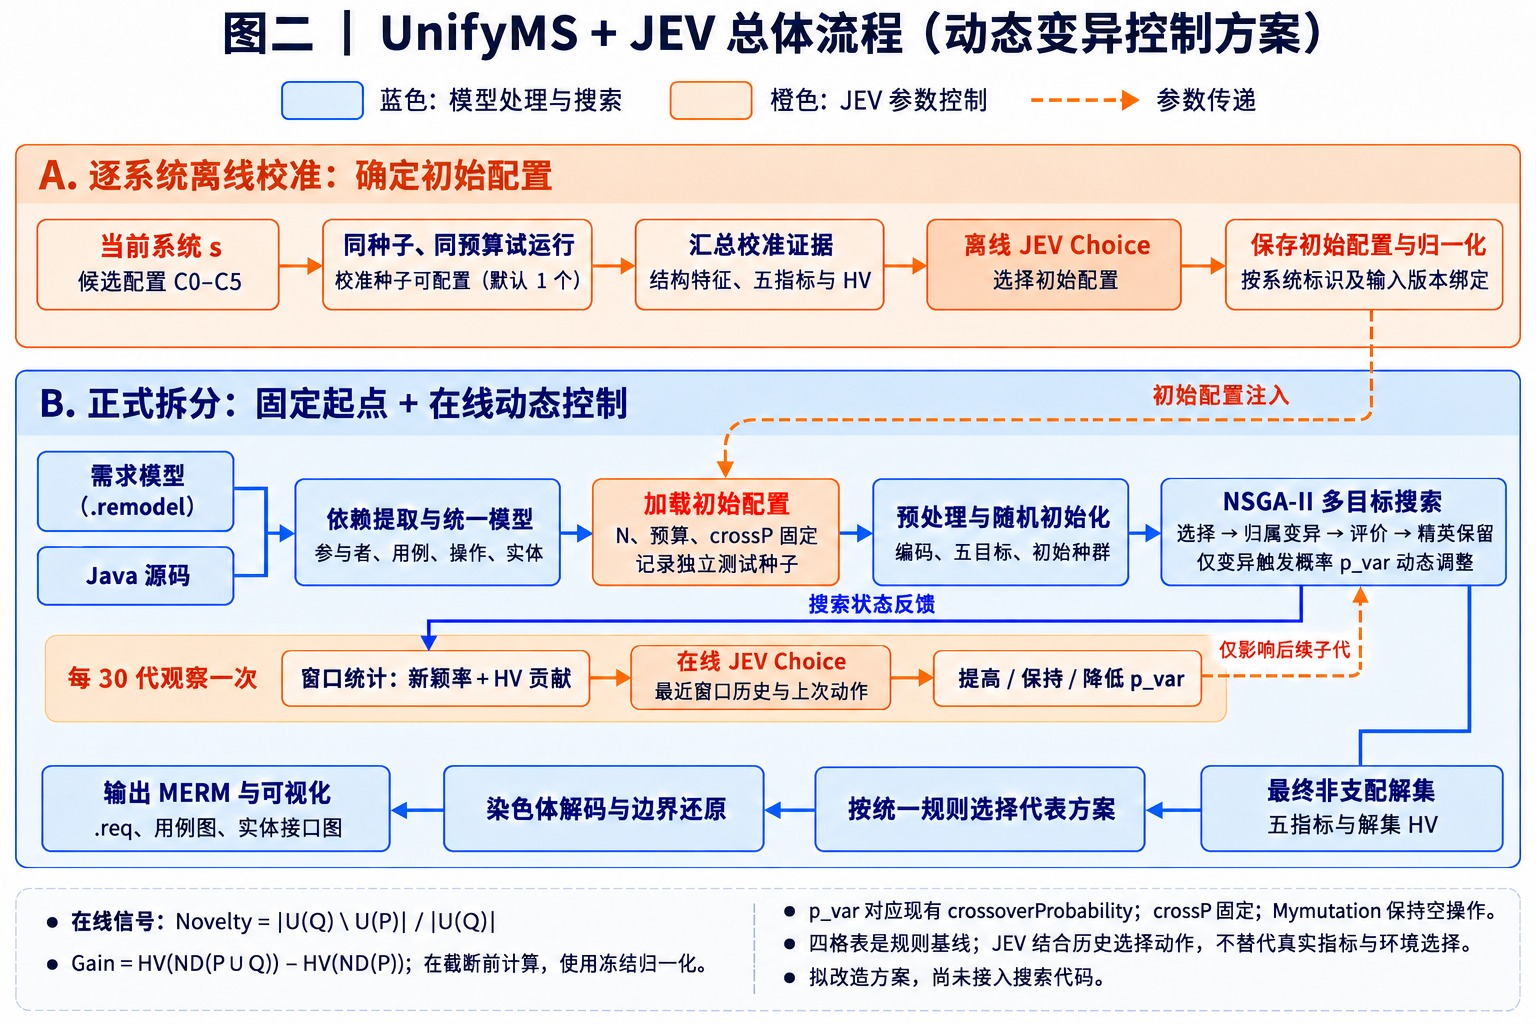 图二 | UnifyMS + JEV 总体流程（动态变异控制方案）
蓝色：模型处理与搜索
橙色：JEV 参数控制
参数传递
A. 逐系统离线校准：确定初始配置
当前系统 s
候选配置 C0–C5
同种子、同预算试运行
校准种子可配置（默认 1 个）
汇总校准证据
结构特征、五指标与 HV
离线 JEV Choice
选择初始配置
保存初始配置与归一化
按系统标识及输入版本绑定
B. 正式拆分：固定起点 + 在线动态控制
初始配置注入
需求模型
（.remodel）
Java 源码
依赖提取与统一模型
参与者、用例、操作、实体
加载初始配置
N、预算、crossP 固定
记录独立测试种子
预处理与随机初始化
编码、五目标、初始种群
NSGA-II 多目标搜索
选择 → 归属变异 → 评价 → 精英保留
仅变异触发概率 p_var 动态调整
搜索状态反馈
每 30 代观察一次
窗口统计：新颖率 + HV 贡献
在线 JEV Choice
最近窗口历史与上次动作
提高 / 保持 / 降低 p_var
仅影响后续子代
输出 MERM 与可视化
.req、用例图、实体接口图
染色体解码与边界还原
按统一规则选择代表方案
最终非支配解集
五指标与解集 HV
● 在线信号：Novelty = |U(Q) \ U(P)| / |U(Q)|
● Gain = HV(ND(P ∪ Q)) − HV(ND(P))；在截断前计算，使用冻结归一化。
● p_var 对应现有 crossoverProbability；crossP 固定；Mymutation 保持空操作。
● 四格表是规则基线；JEV 结合历史选择动作，不替代真实指标与环境选择。
● 拟改造方案，尚未接入搜索代码。